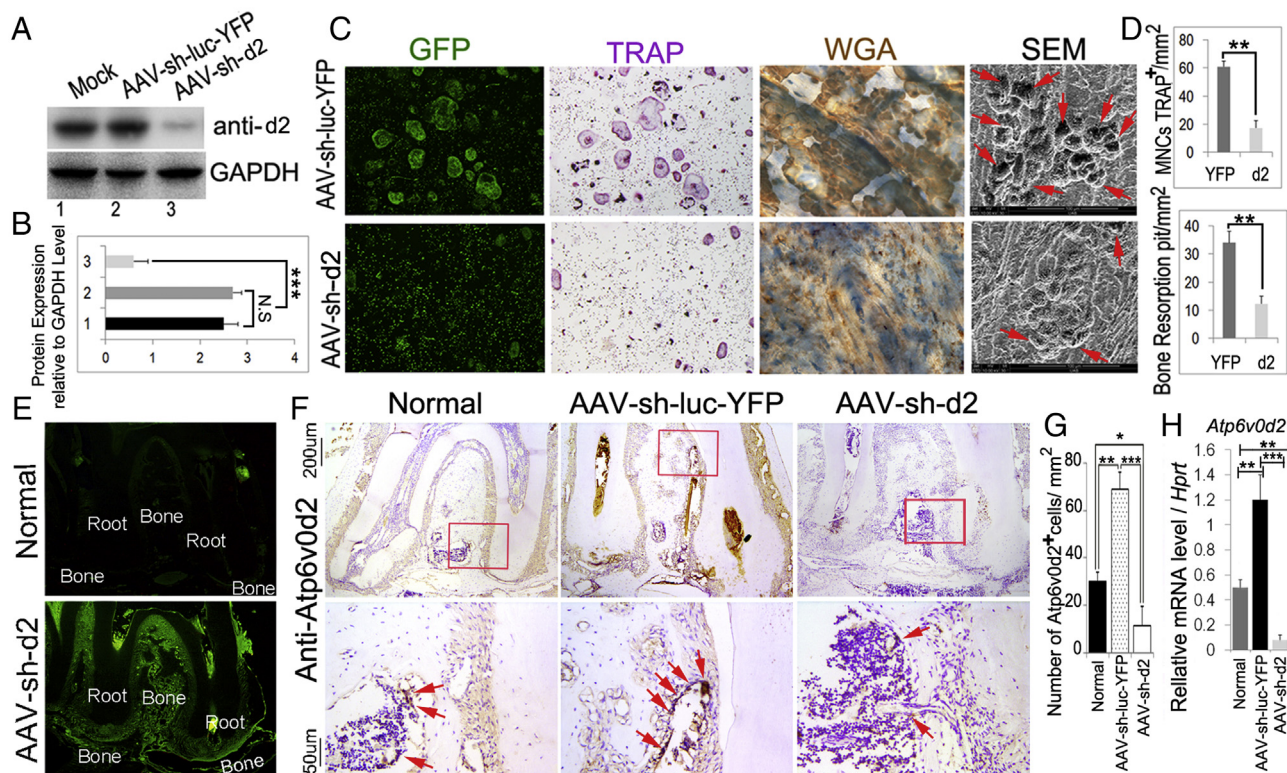 A
Mock
AAV-sh-luc-YFP
AAV-sh-d2
anti-d2
GAPDH
1 2 3
B
Protein Expression
relative to GAPDH Level
3
2
1
***
N.S
0 1 2 3 4
C
GFP TRAP WGA SEM
AAV-sh-luc-YFP
AAV-sh-d2
D
MNCs TRAP+/mm²
80
60
40
20
0
**
YFP d2
Bone Resorption pit/mm²
40
30
20
10
0
**
YFP d2
E
Normal
Root Bone Root
Bone Bone
AAV-sh-d2
Root Bone Root
Bone Bone
F
Normal AAV-sh-luc-YFP AAV-sh-d2
Anti-Atp6v0d2
200um
50um
G
Number of Atp6v0d2+cells/ mm²
80
60
30
20
0
*
** ***
Normal
AAV-sh-luc-YFP
AAV-sh-d2
H
Atp6v0d2
Rellative mRNA level / Hprt
1.4
1.2
1.0
0.8
0.6
0.4
0.2
0
**
***
**
Normal
AAV-sh-luc-YFP
AAV-sh-d2